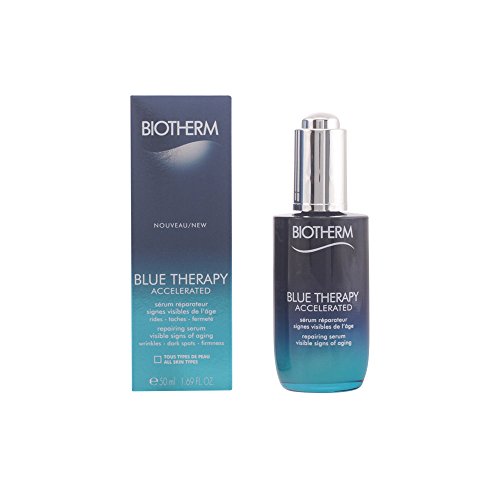 BIOTHERM
NOUVEAU/NEW
BLUE THERAPY
ACCELERATED
sérum réparateur
signes visibles de l'âge
rides - taches - fermeté
repairing serum
visible signs of aging
wrinkles - dark spots - firmness
TOUS TYPES DE PEAU
ALL SKIN TYPES
℮ 50 ml 1.69 FL. OZ
BIOTHERM
BLUE THERAPY
ACCELERATED
sérum réparateur
signes visibles de l'âge
repairing serum
visible signs of aging